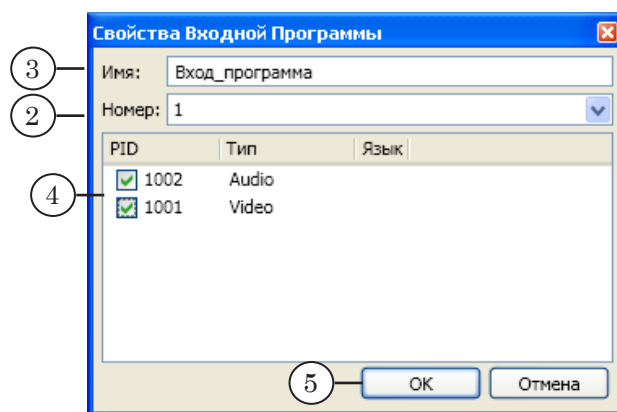 Свойства Входной Программы
3 Имя: Вход_программа
2 Номер: 1
PID Тип Язык
1002 Audio
4
1001 Video
5 OK Отмена